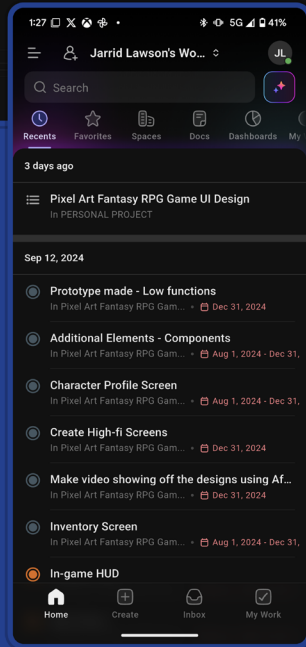 1:27 5G 41%
Jarrid Lawson's Wo... JL
Search
Recents Favorites Spaces Docs Dashboards My
3 days ago
Pixel Art Fantasy RPG Game UI Design
In PERSONAL PROJECT
Sep 12, 2024
Prototype made - Low functions
In Pixel Art Fantasy RPG Gam... • Dec 31, 2024
Additional Elements - Components
In Pixel Art Fantasy RPG Gam... • Aug 1, 2024 - Dec 31,
Character Profile Screen
In Pixel Art Fantasy RPG Gam... • Aug 1, 2024 - Dec 31,
Create High-fi Screens
In Pixel Art Fantasy RPG Gam... • Dec 31, 2024
Make video showing off the designs using Af...
In Pixel Art Fantasy RPG Gam... • Dec 31, 2024
Inventory Screen
In Pixel Art Fantasy RPG Gam... • Aug 1, 2024 - Dec 31,
In-game HUD
Home Create Inbox My Work